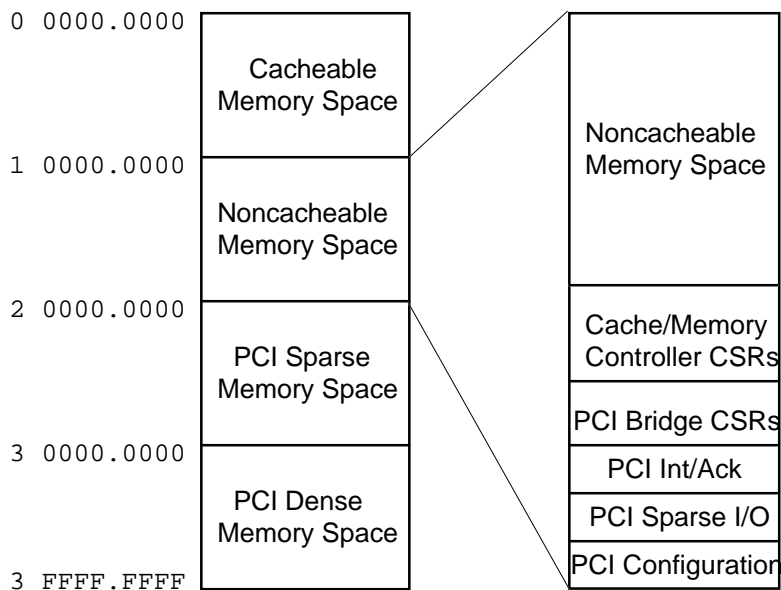 0 0000.0000
Cacheable
Memory Space
1 0000.0000
Noncacheable
Memory Space
2 0000.0000
PCI Sparse
Memory Space
3 0000.0000
PCI Dense
Memory Space
3 FFFF.FFFF
Noncacheable
Memory Space
Cache/Memory
Controller CSRs
PCI Bridge CSRs
PCI Int/Ack
PCI Sparse I/O
PCI Configuration